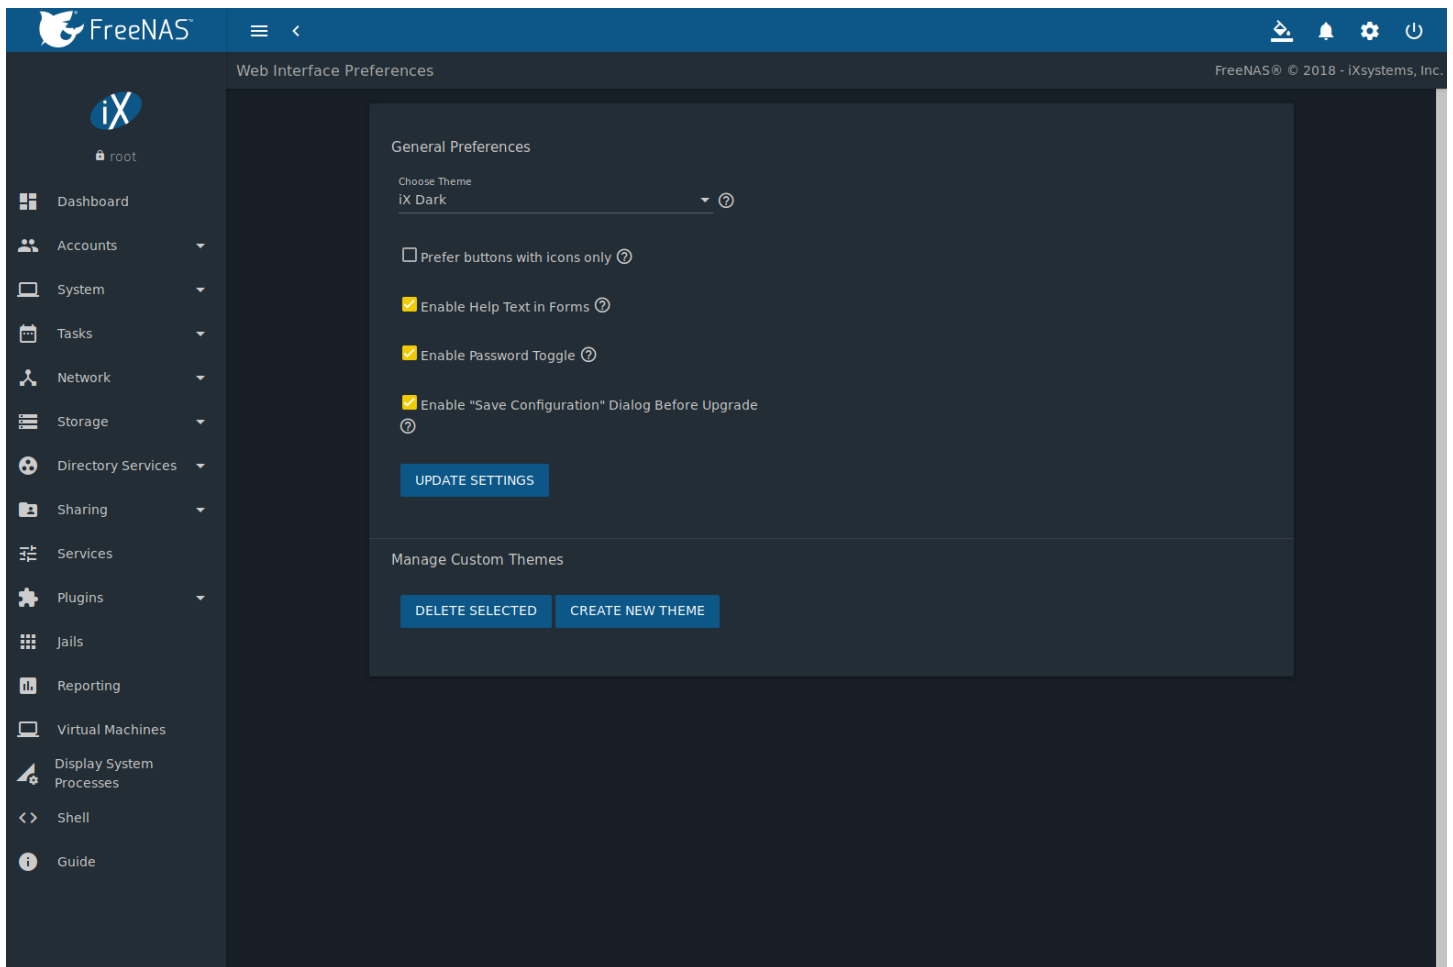 FreeNAS™
Web Interface Preferences
FreeNAS® © 2018 - iXsystems, Inc.
iX
root
Dashboard
Accounts
System
Tasks
Network
Storage
Directory Services
Sharing
Services
Plugins
Jails
Reporting
Virtual Machines
Display System
Processes
Shell
Guide
General Preferences
Choose Theme
iX Dark
Prefer buttons with icons only
Enable Help Text in Forms
Enable Password Toggle
Enable "Save Configuration" Dialog Before Upgrade
UPDATE SETTINGS
Manage Custom Themes
DELETE SELECTED CREATE NEW THEME